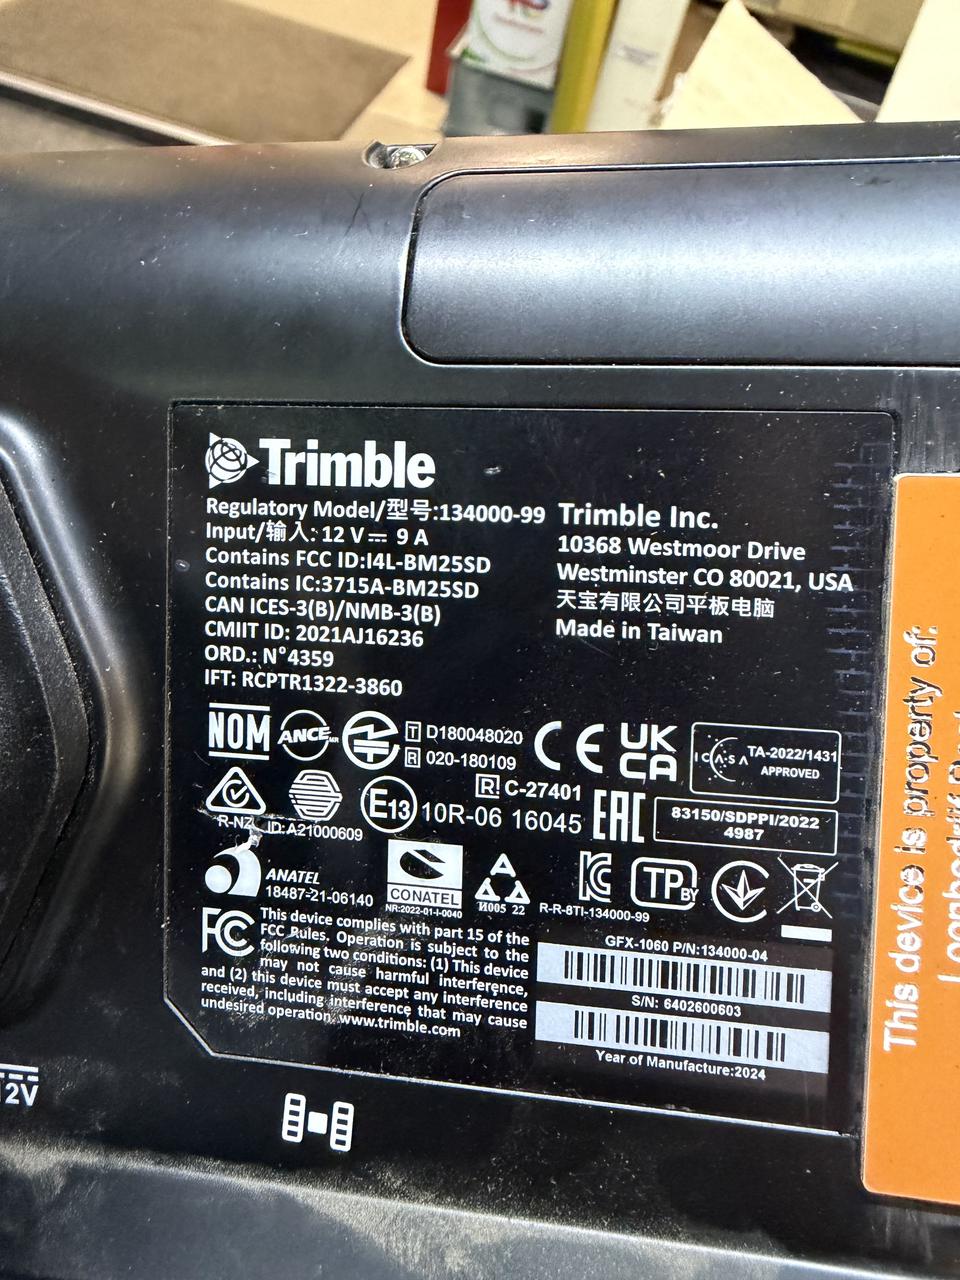 Trimble
Regulatory Model/型号:134000-99
Input/输入: 12 V ⎓ 9 A
Contains FCC ID:I4L-BM25SD
Contains IC:3715A-BM25SD
CAN ICES-3(B)/NMB-3(B)
CMIIT ID: 2021AJ16236
ORD.: N°4359
IFT: RCPTR1322-3860
Trimble Inc.
10368 Westmoor Drive
Westminster CO 80021, USA
天宝有限公司平板电脑
Made in Taiwan
NOM
ANCE
T D180048020
R 020-180109
CE
UK
CA
ICASA TA-2022/1431
APPROVED
R-NZ
ID:A21000609
E13 10R-06 16045
R C-27401
EAC
83150/SDPPI/2022
4987
ANATEL
18487-21-06140
CONATEL
NR:2022-01-I-0040
И005 22
KC
R-R-8TI-134000-99
TP BY
FC
This device complies with part 15 of the
FCC Rules. Operation is subject to the
following two conditions: (1) This device
may not cause harmful interference,
and (2) this device must accept any interference
received, including interference that may cause
undesired operation. www.trimble.com
GFX-1060 P/N:134000-04
S/N: 6402600603
Year of Manufacture:2024
12V
This device is property of: